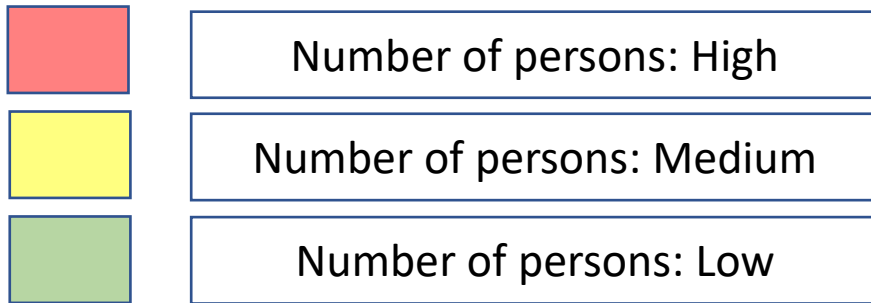 Number of persons: High
Number of persons: Medium
Number of persons: Low